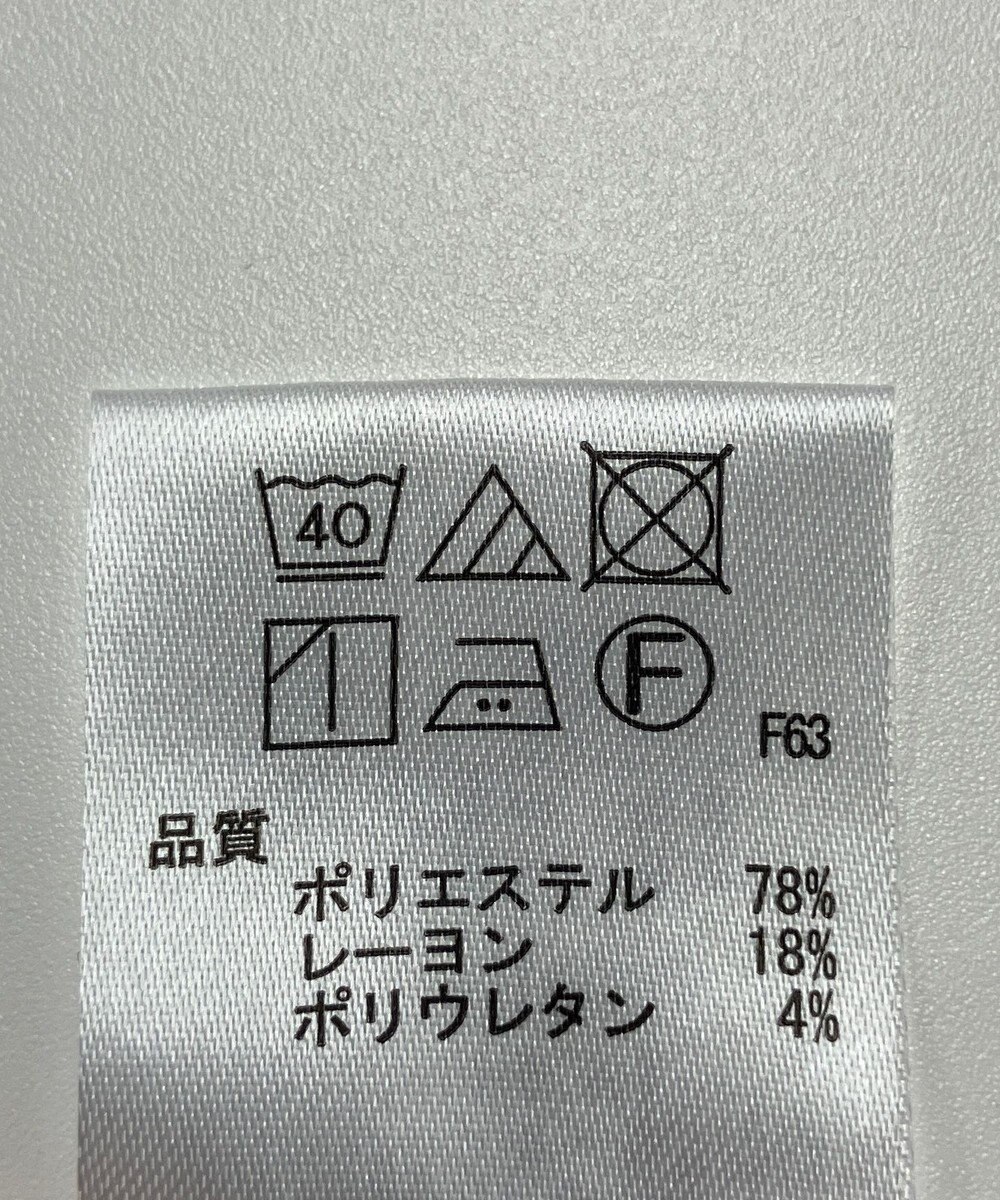 40
F
F63
品質
ポリエステル 78%
レーヨン 18%
ポリウレタン 4%